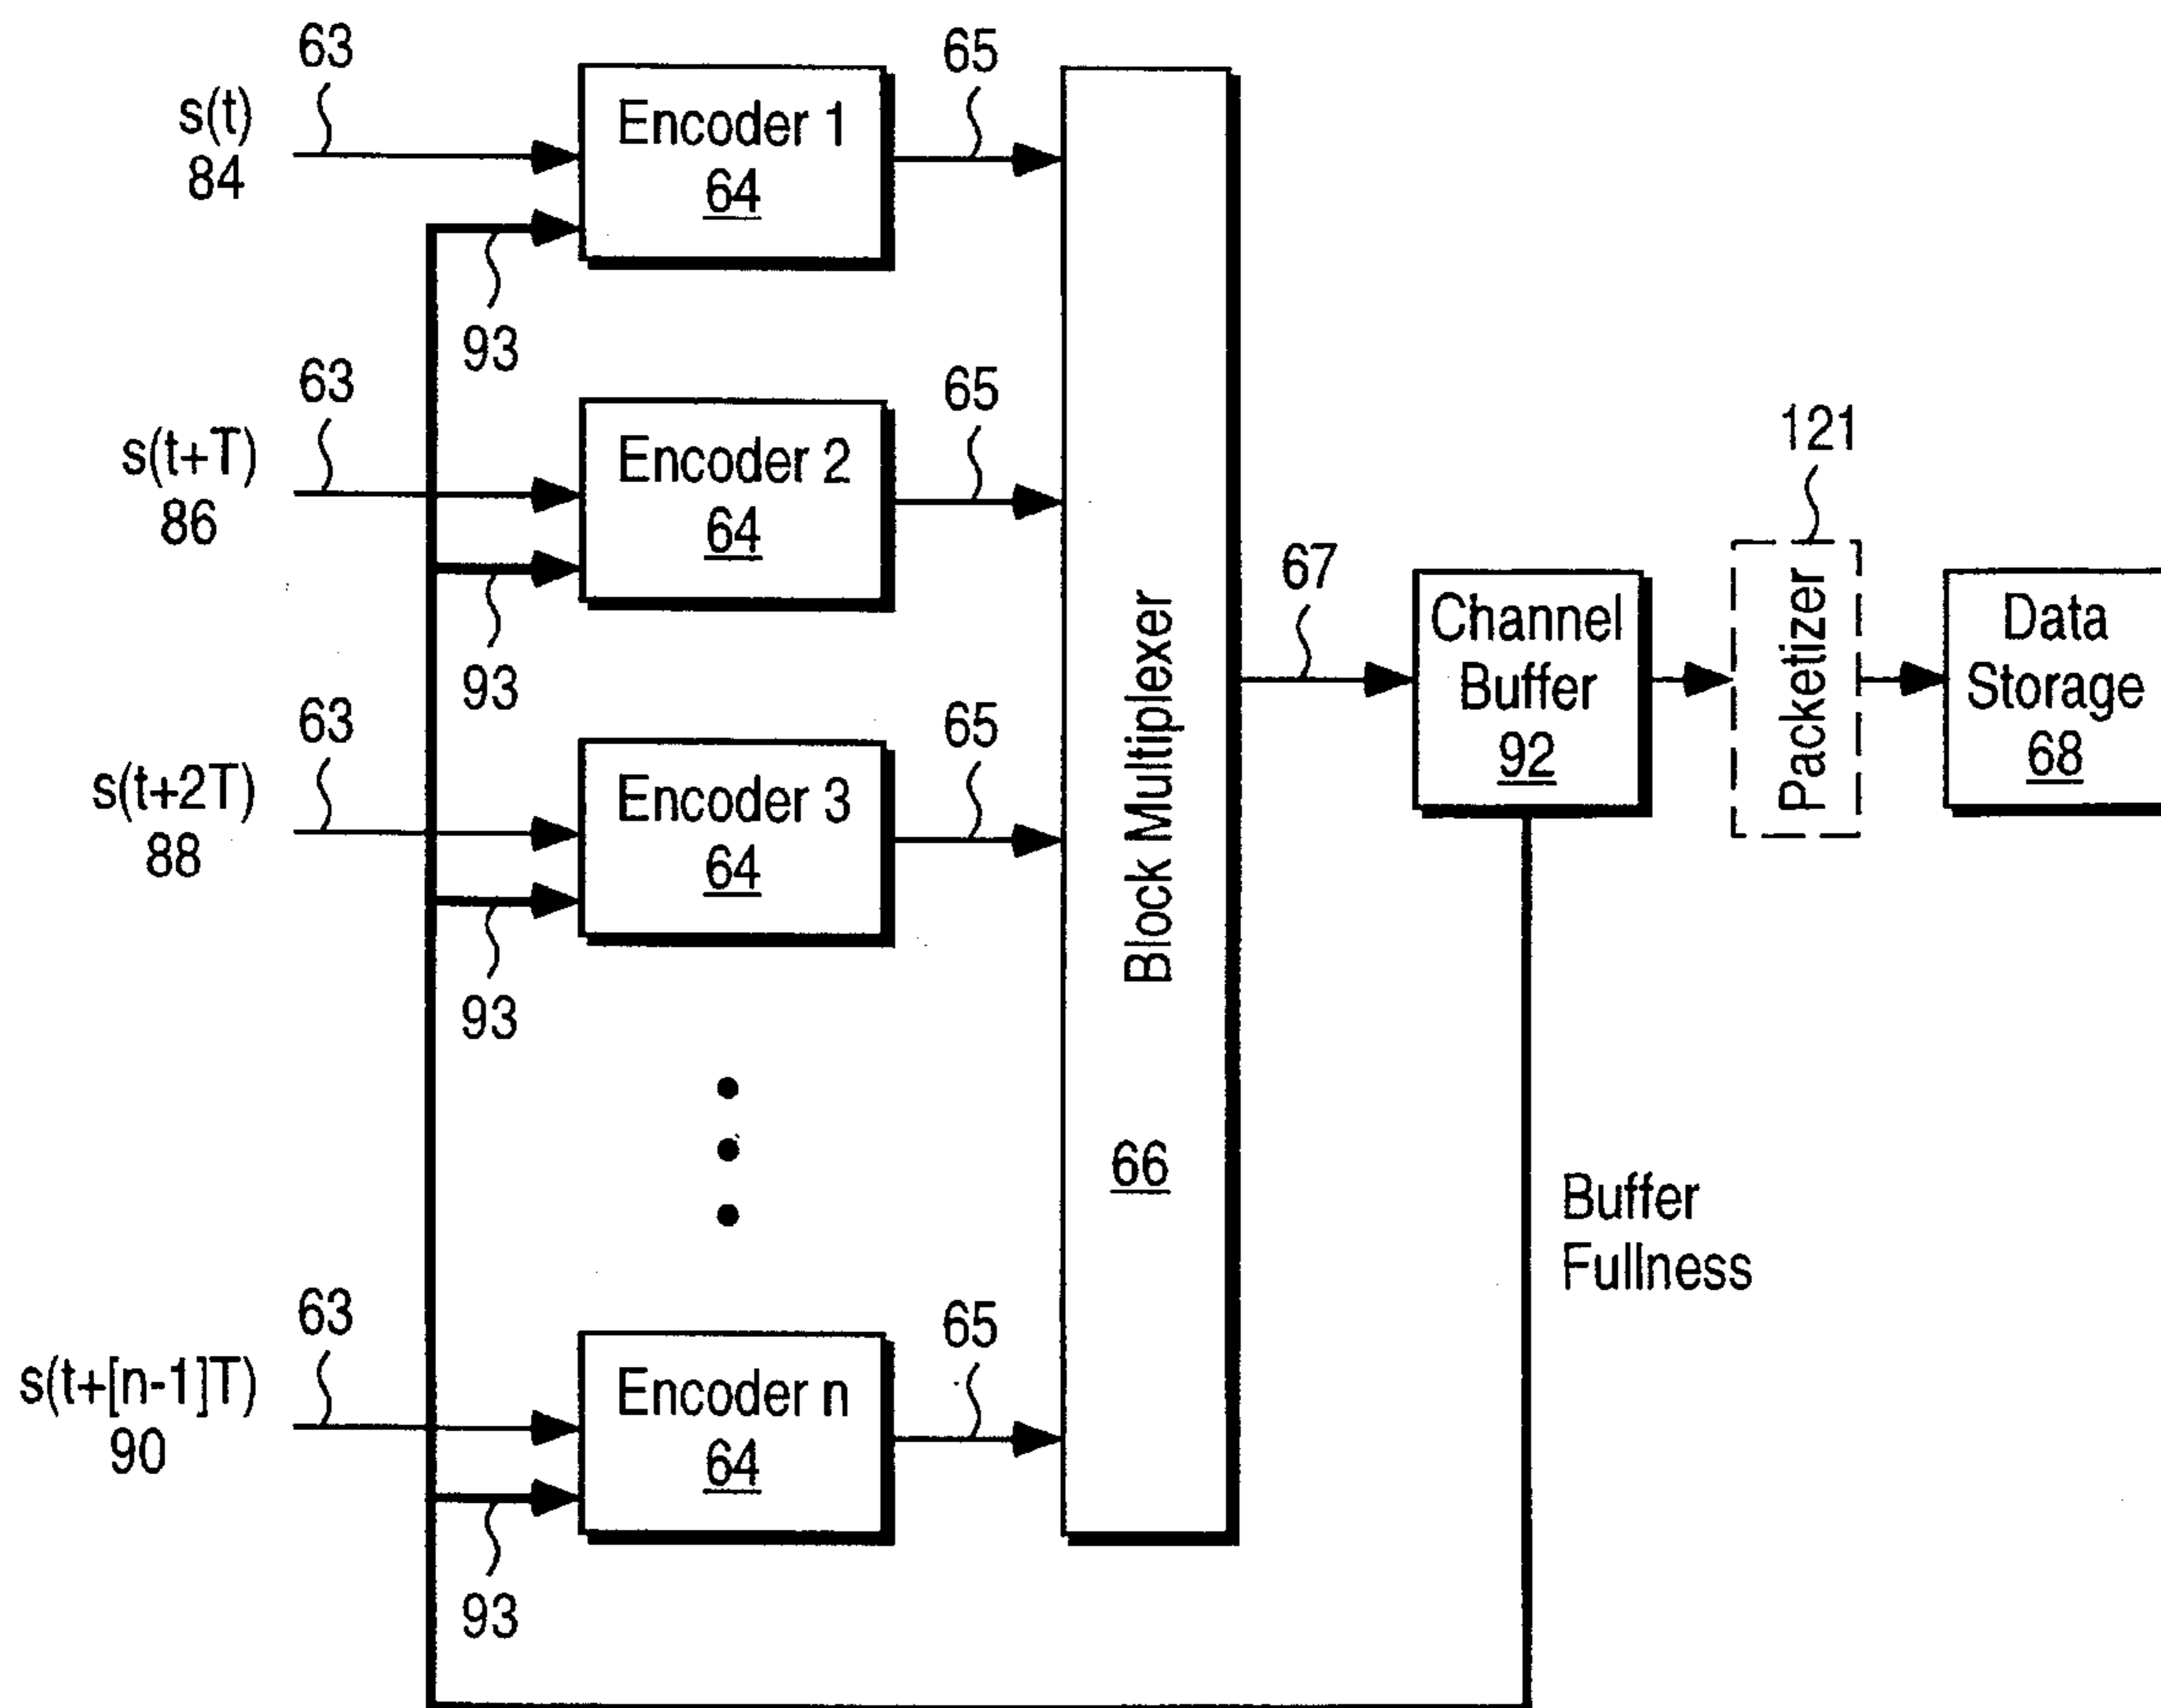 63
s(t)
84
Encoder 1
64
65
93
63
s(t+T)
86
Encoder 2
64
65
93
63
s(t+2T)
88
Encoder 3
64
65
93
63
s(t+[n-1]T)
90
Encoder n
64
65
93
Block Multiplexer
66
67
Channel
Buffer
92
121
Packetizer
Data
Storage
68
Buffer
Fullness